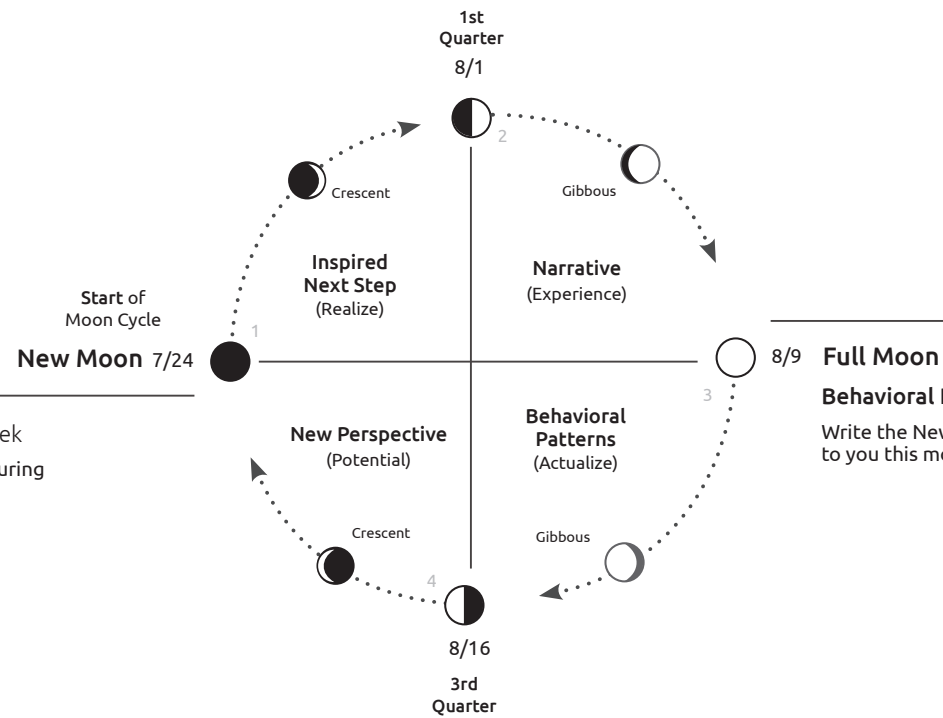 1st
Quarter
8/1
2
Crescent
Gibbous
Inspired
Next Step
(Realize)
Narrative
(Experience)
Start of
Moon Cycle
1
New Moon 7/24
8/9 Full Moon
3
Behavioral
Write the
to you this
ek
uring
New Perspective
(Potential)
Behavioral
Patterns
(Actualize)
Crescent
Gibbous
4
8/16
3rd
Quarter